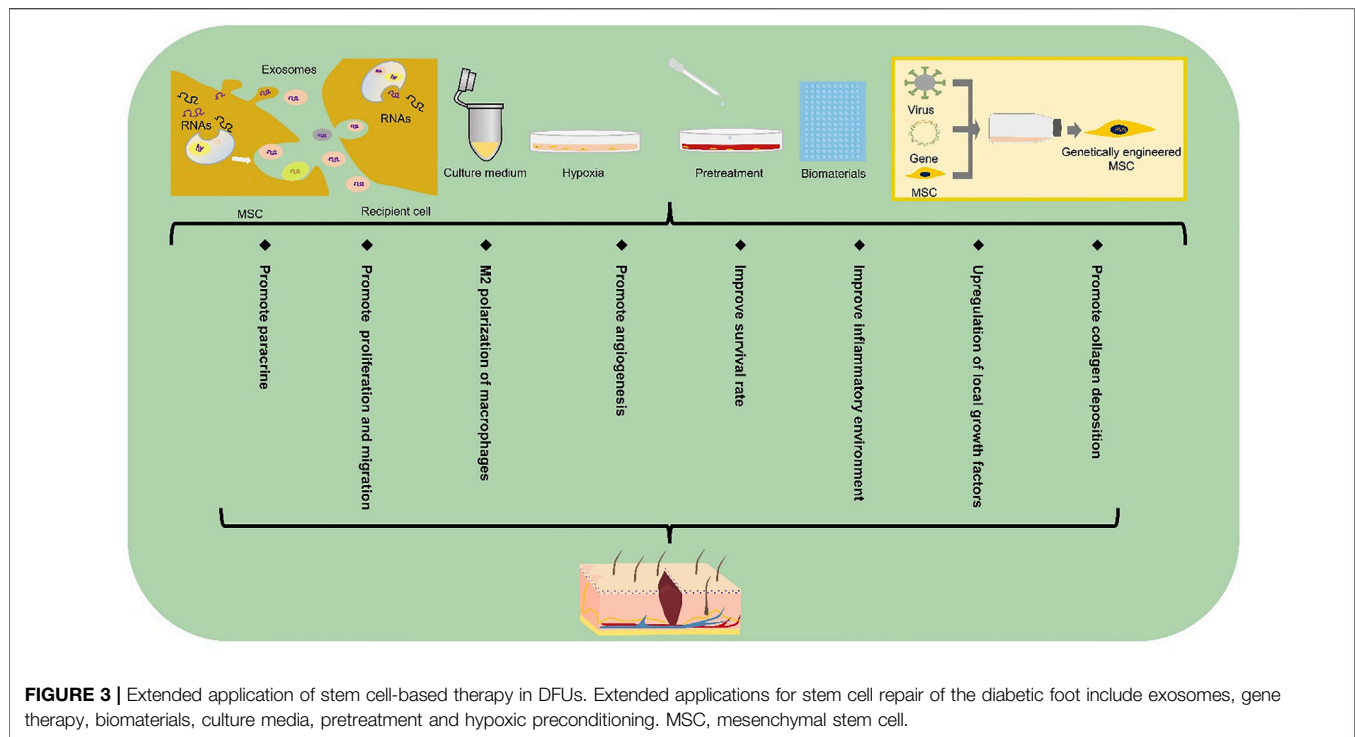 Exosomes
RNAs
RNAs
MSC
Recipient cell
Culture medium
Hypoxia
Pretreatment
Biomaterials
Virus
Gene
MSC
Genetically engineered
MSC
◆ Promote paracrine
◆ Promote proliferation and migration
◆ M2 polarization of macrophages
◆ Promote angiogenesis
◆ Improve survival rate
◆ Improve inflammatory environment
◆ Upregulation of local growth factors
◆ Promote collagen deposition
FIGURE 3 | Extended application of stem cell-based therapy in DFUs. Extended applications for stem cell repair of the diabetic foot include exosomes, gene
therapy, biomaterials, culture media, pretreatment and hypoxic preconditioning. MSC, mesenchymal stem cell.